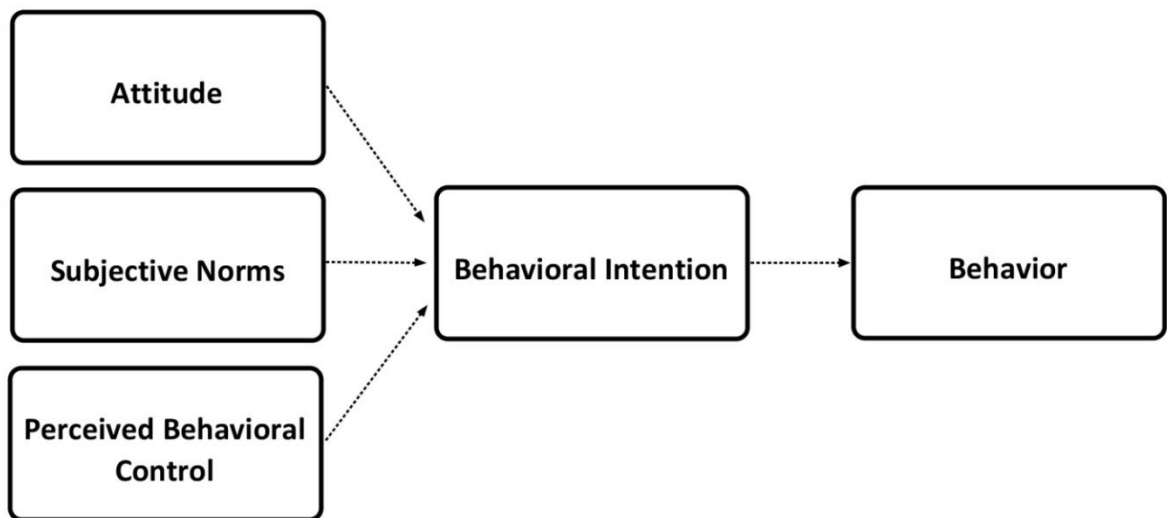 Attitude
Subjective Norms
Perceived Behavioral
Control
Behavioral Intention
Behavior